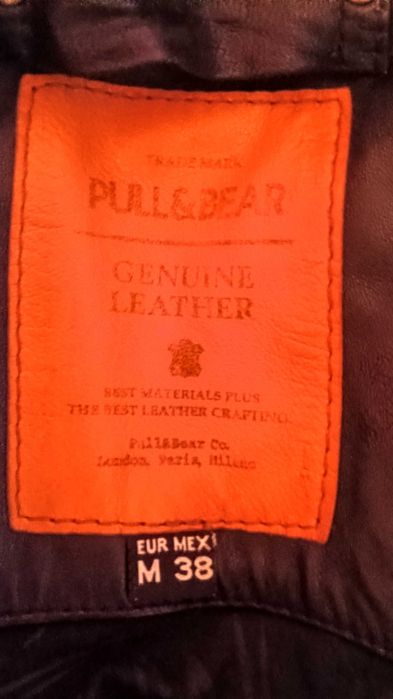 TRADE MARK
PULL&BEAR
GENUINE
LEATHER
BEST MATERIALS PLUS
THE BEST LEATHER CRAFTING.
Pull&Bear Co.
London, Paris, Milano
EUR MEX
M 38